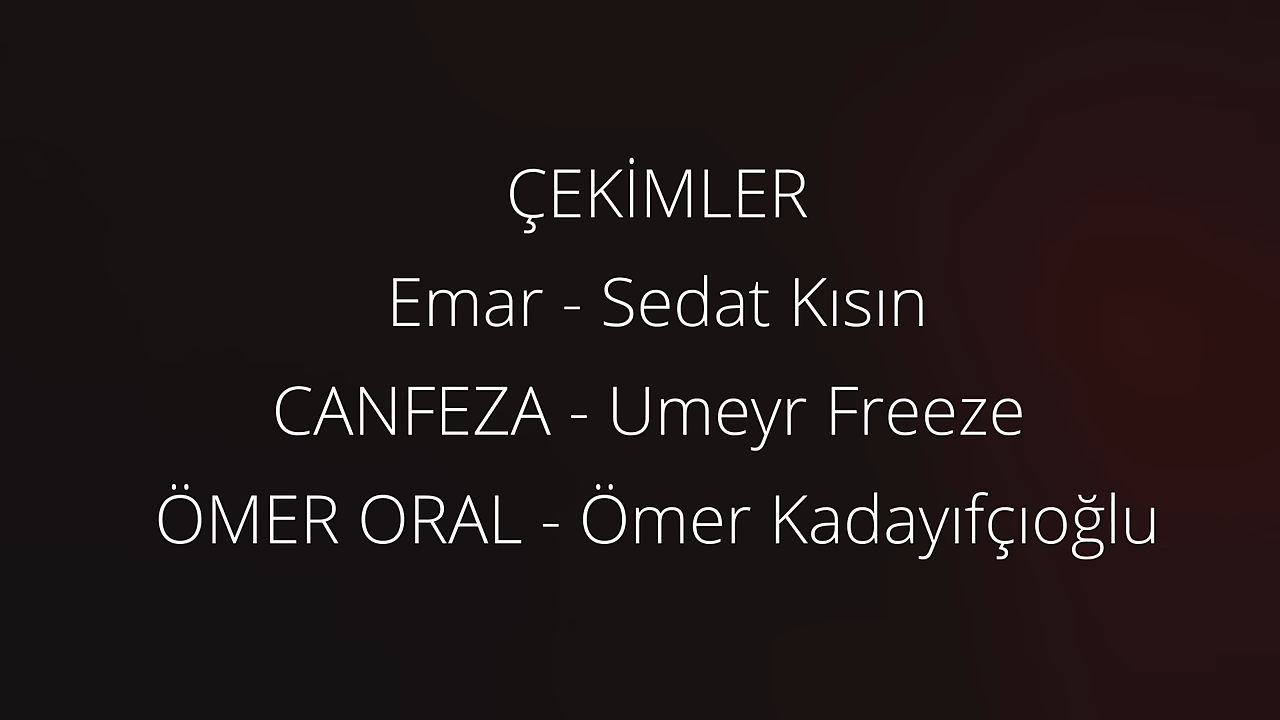 ÇEKİMLER
Emar - Sedat Kısın
CANFEZA - Umeyr Freeze
ÖMER ORAL - Ömer Kadayıfçıoğlu